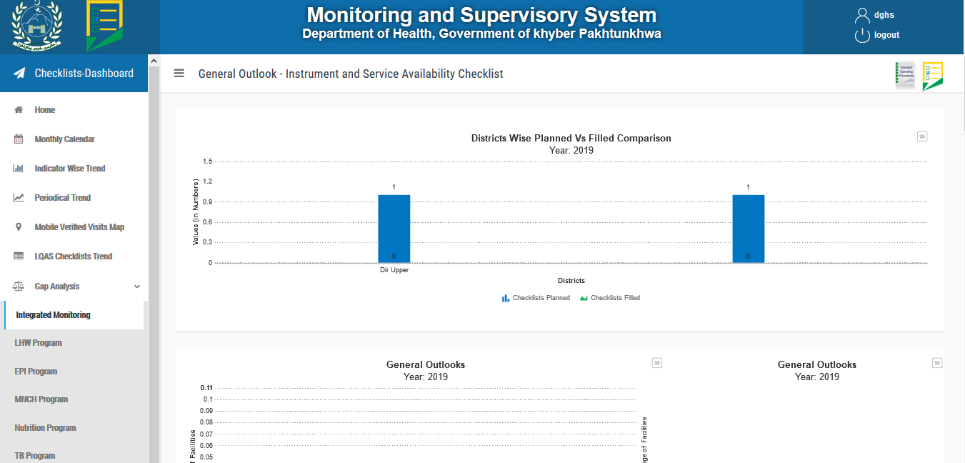 Monitoring and Supervisory System
Department of Health, Government of khyber Pakhtunkhwa
dghs
logout
Checklists-Dashboard
General Outlook - Instrument and Service Availability Checklist
Home
Monthly Calendar
Indicator Wise Trend
Periodical Trend
Mobile Verified Visits Map
LQAS Checklists Trend
Gap Analysis
Integrated Monitoring
LHW Program
EPI Program
MNCH Program
Nutrition Program
TB Program
Districts Wise Planned Vs Filled Comparison
Year: 2019
Values (in Numbers)
1.5
1.2
0.9
0.6
0.3
0
1
0
1
0
Dir Upper
Districts
Checklists Planned
Checklists Filled
General Outlooks
Year: 2019
0.11
0.1
0.09
0.08
0.07
0.06
0.05
of Facilities
General Outlooks
Year: 2019
ge of Facilities